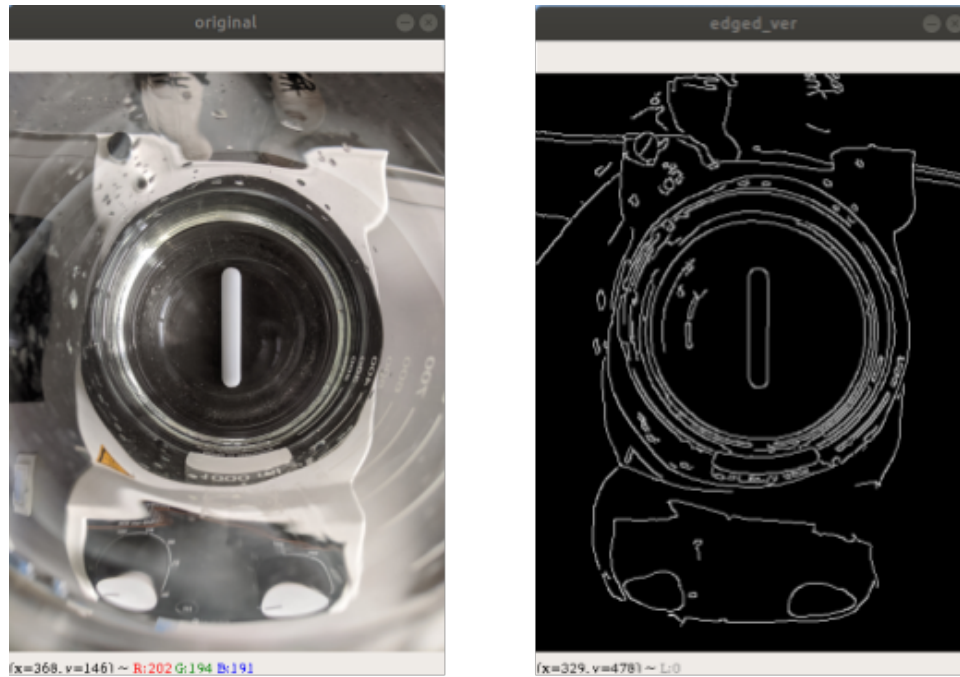 original
edged_ver
(x=368, y=146) ~ R:202 G:194 B:191
(x=329, y=478) ~ L:0